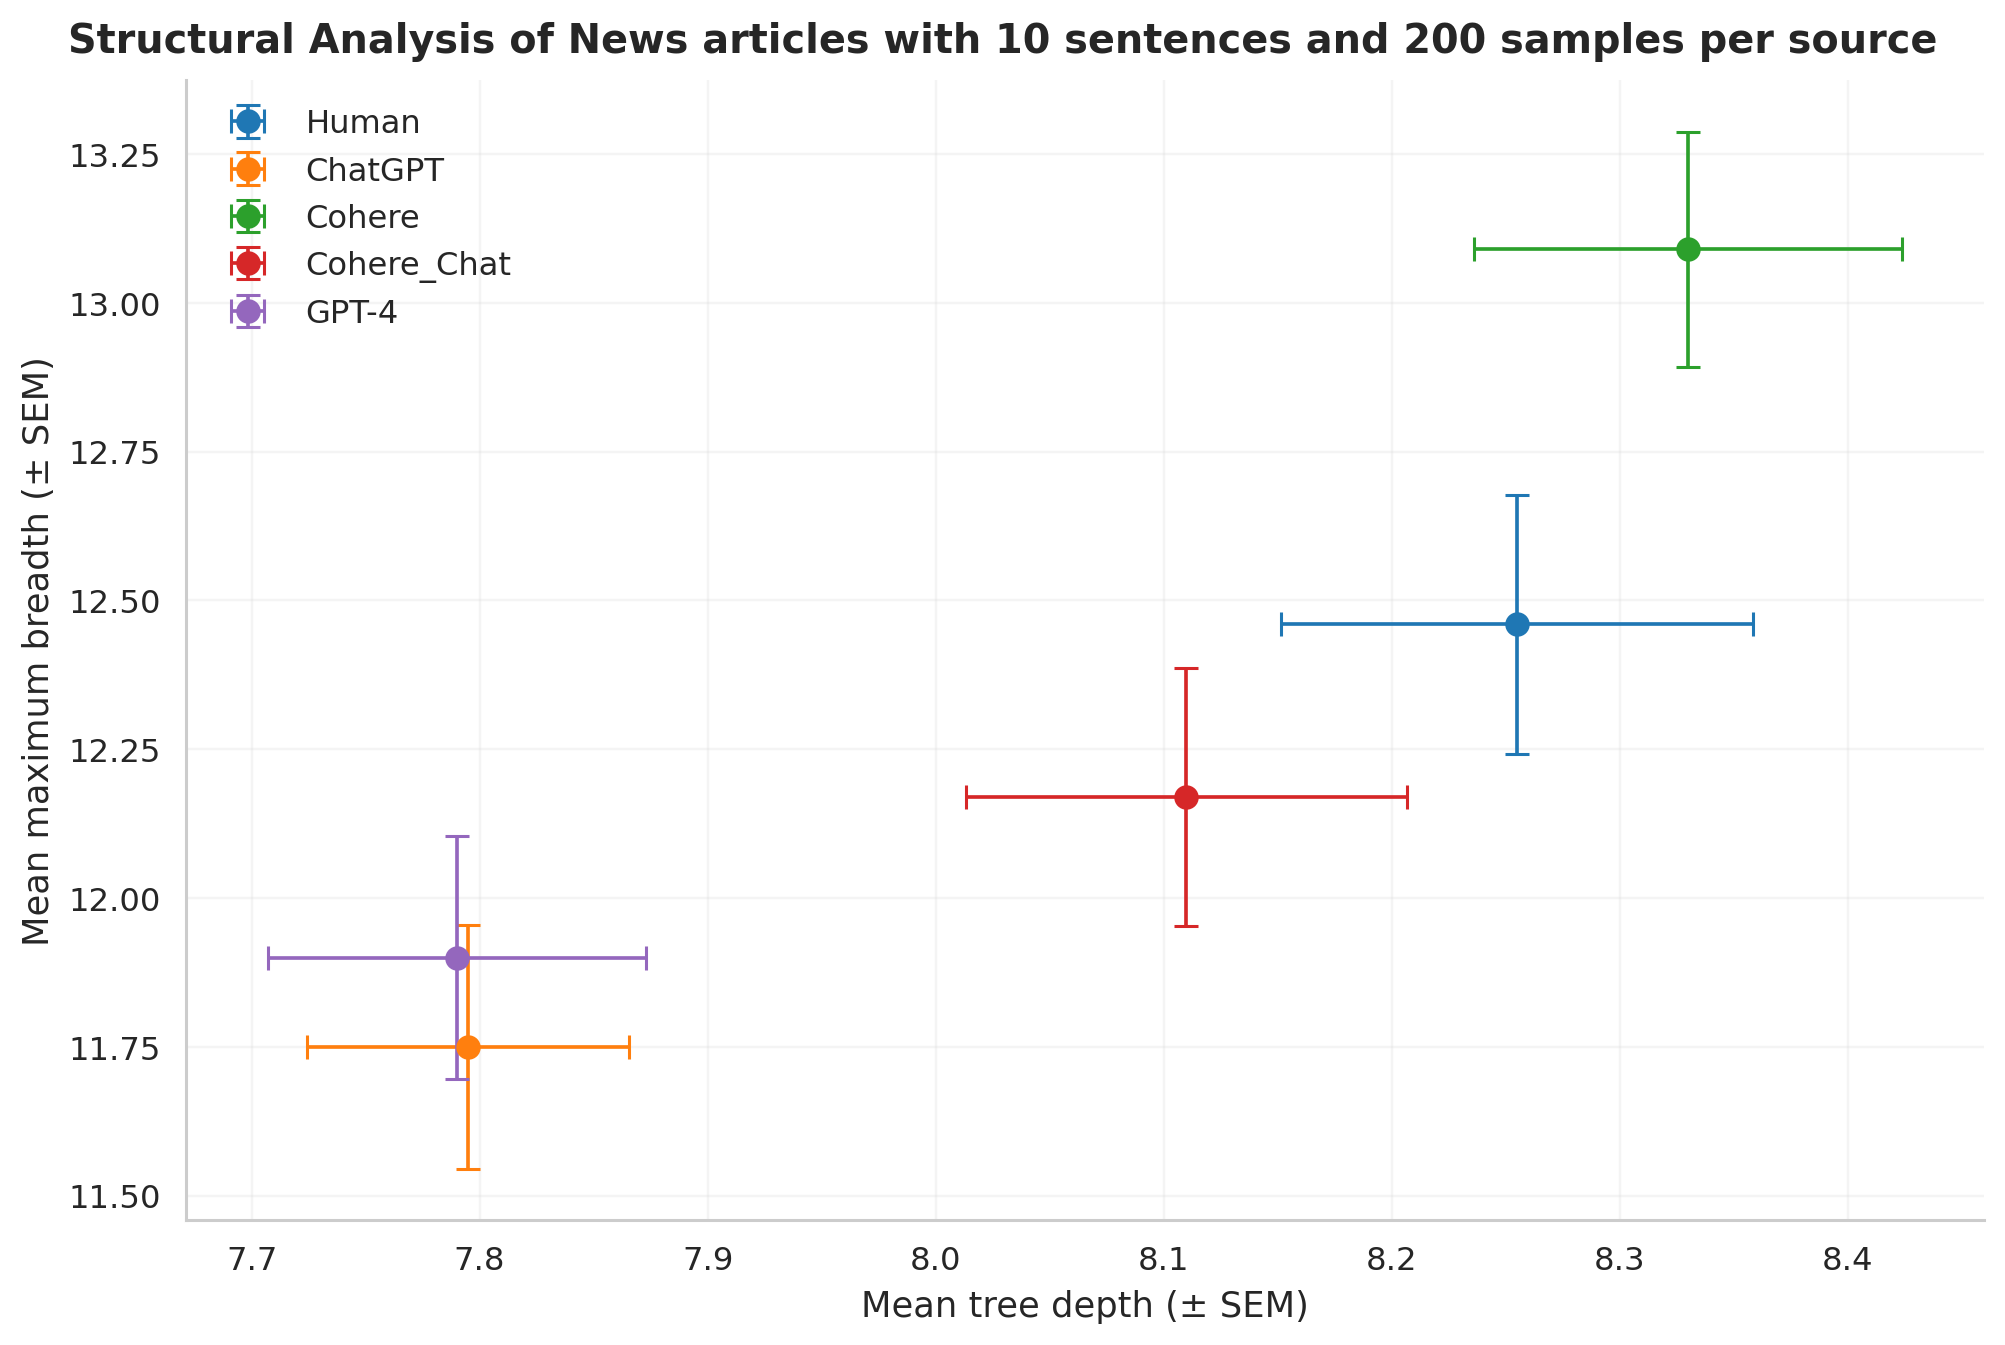 Structural Analysis of News articles with 10 sentences and 200 samples per source
Human
ChatGPT
Cohere
Cohere_Chat
GPT-4
Mean maximum breadth (± SEM)
13.25
13.00
12.75
12.50
12.25
12.00
11.75
11.50
7.7 7.8 7.9 8.0 8.1 8.2 8.3 8.4
Mean tree depth (± SEM)